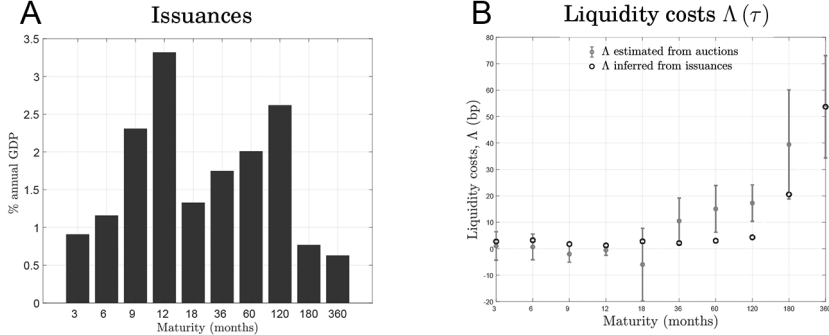 A
Issuances
3.5
3
2.5
2
1.5
1
0.5
0
% annual GDP
3 6 9 12 18 36 60 120 180 360
Maturity (months)
B
Liquidity costs Λ (τ)
80
70
60
50
40
30
20
10
0
-10
-20
Liquidity costs, Λ (bp)
Λ estimated from auctions
Λ inferred from issuances
3 6 9 12 18 36 60 120 180 360
Maturity (months)